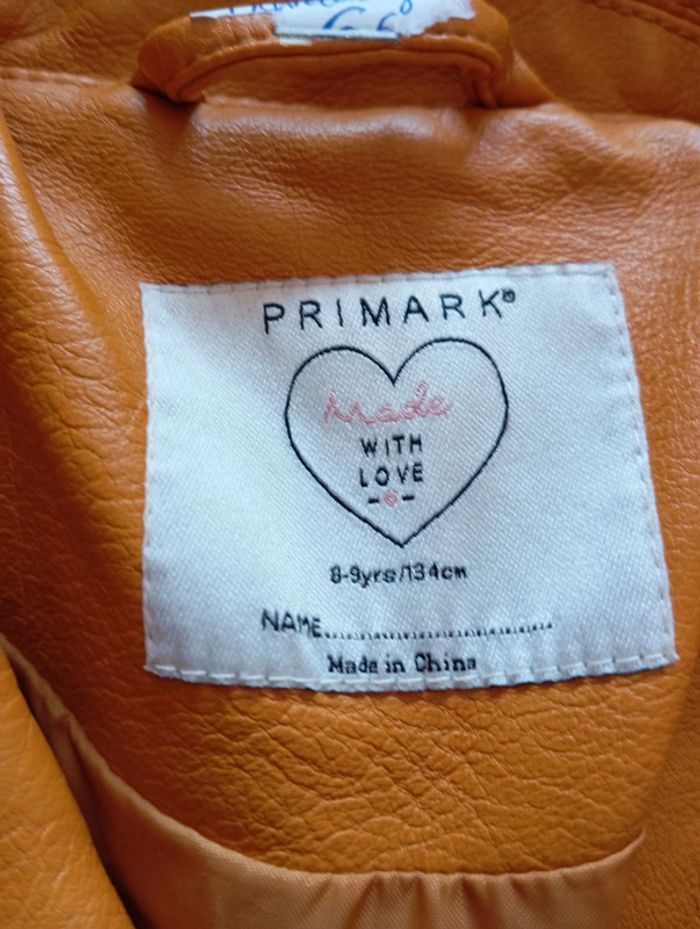 PRIMARK®
Made
WITH
LOVE
8-9yrs/134cm
NAME..............................
Made in China